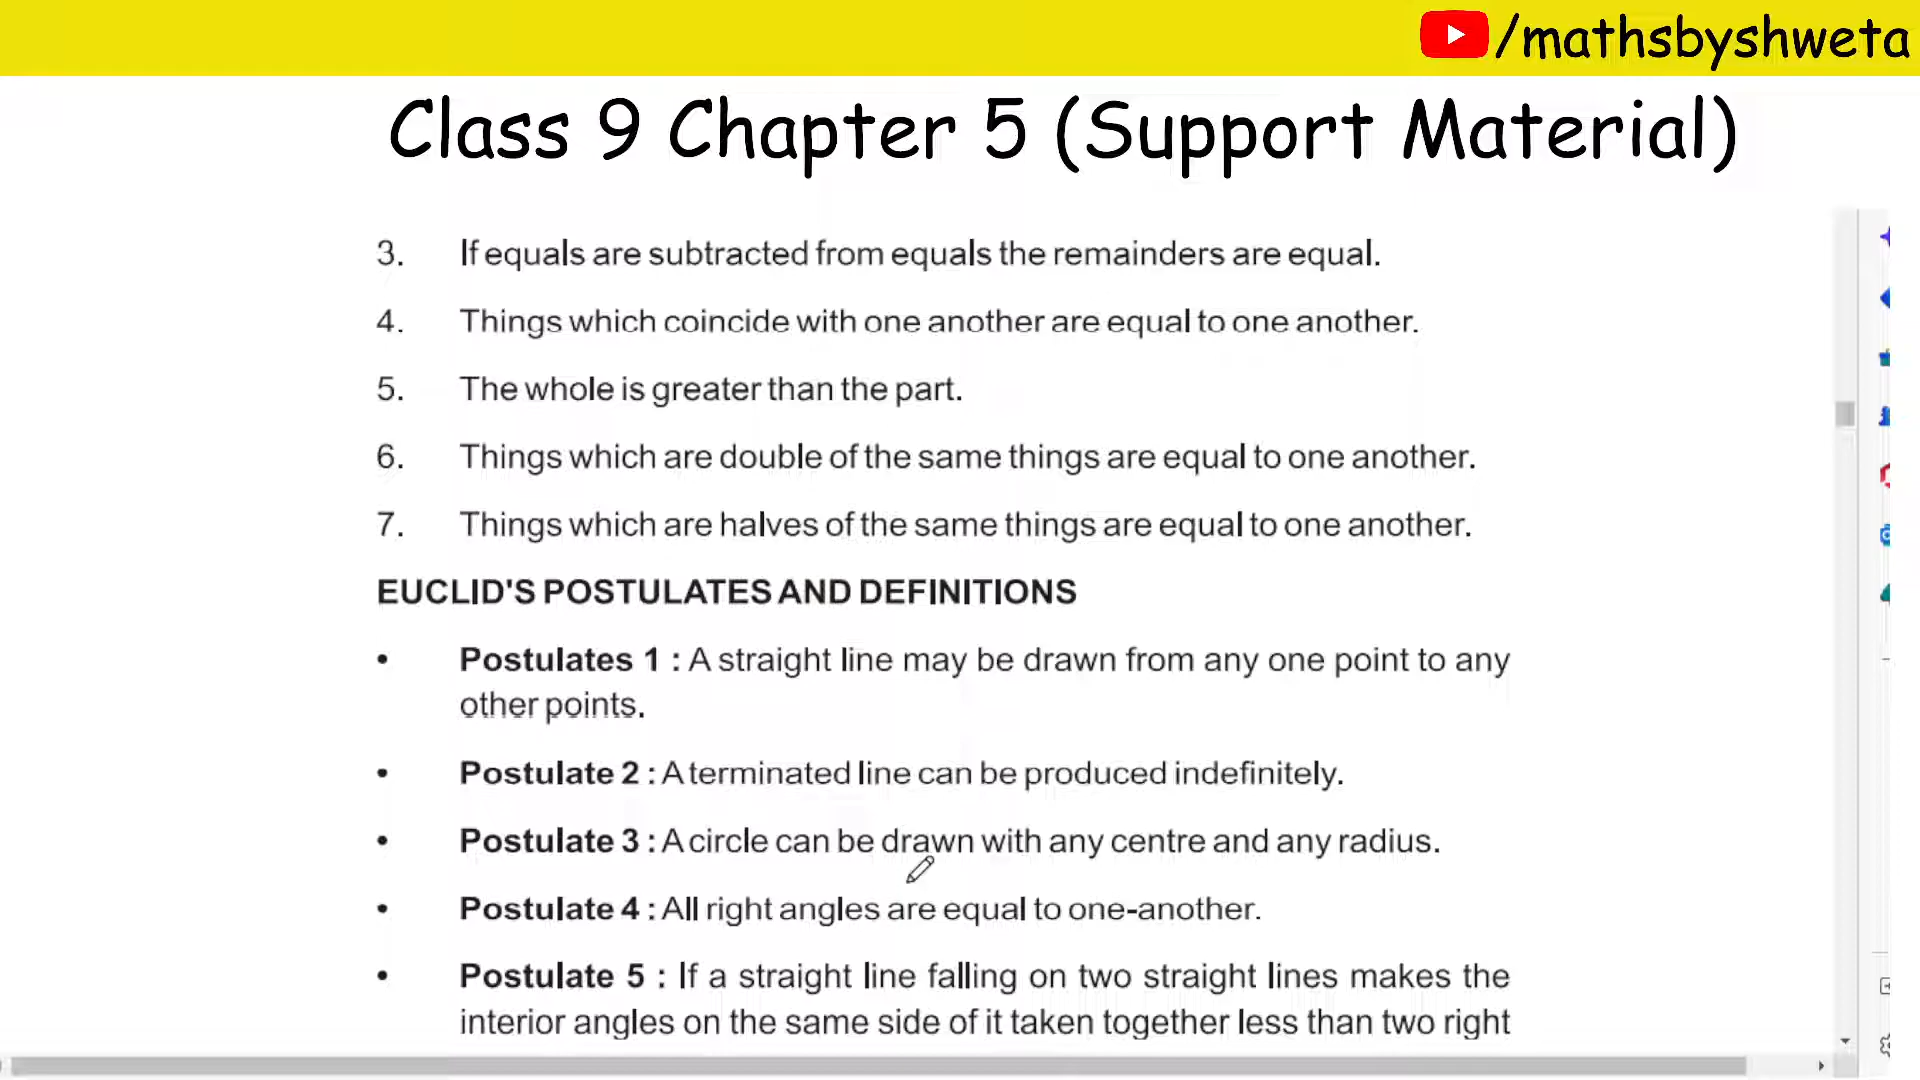 /mathsbyshweta
Class 9 Chapter 5 (Support Material)
3. If equals are subtracted from equals the remainders are equal.
4. Things which coincide with one another are equal to one another.
5. The whole is greater than the part.
6. Things which are double of the same things are equal to one another.
7. Things which are halves of the same things are equal to one another.
EUCLID'S POSTULATES AND DEFINITIONS
• Postulates 1 : A straight line may be drawn from any one point to any
other points.
• Postulate 2 : A terminated line can be produced indefinitely.
• Postulate 3 : A circle can be drawn with any centre and any radius.
• Postulate 4 : All right angles are equal to one-another.
• Postulate 5 : If a straight line falling on two straight lines makes the
interior angles on the same side of it taken together less than two right